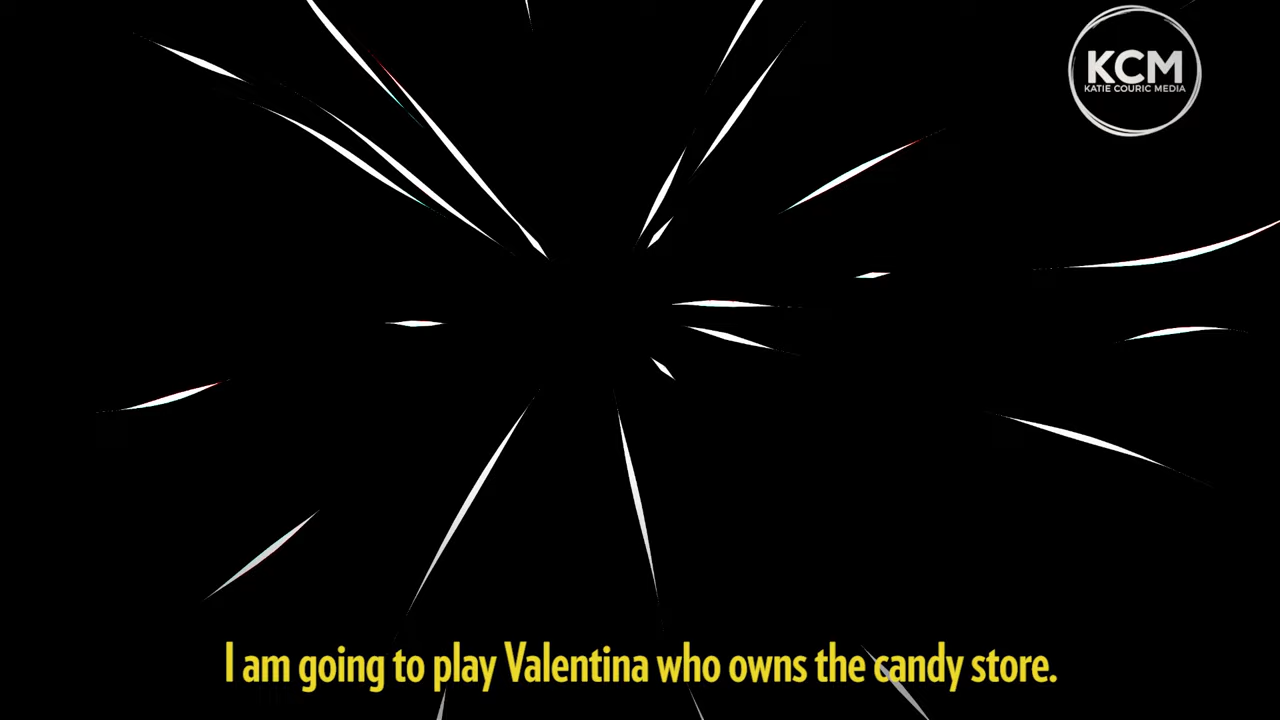 KCM
KATIE COURIC MEDIA
I am going to play Valentina who owns the candy store.